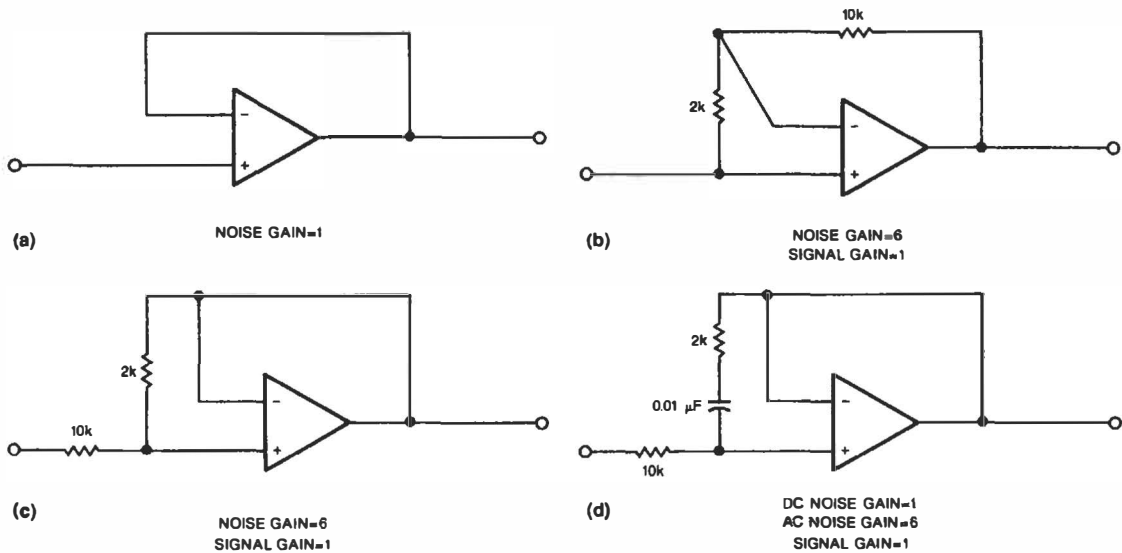 (a)
-
+
NOISE GAIN=1
(b)
10k
2k
-
+
NOISE GAIN=6
SIGNAL GAIN≈1
(c)
2k
10k
-
+
NOISE GAIN=6
SIGNAL GAIN=1
(d)
2k
0.01 μF
10k
-
+
DC NOISE GAIN=1
AC NOISE GAIN=6
SIGNAL GAIN=1